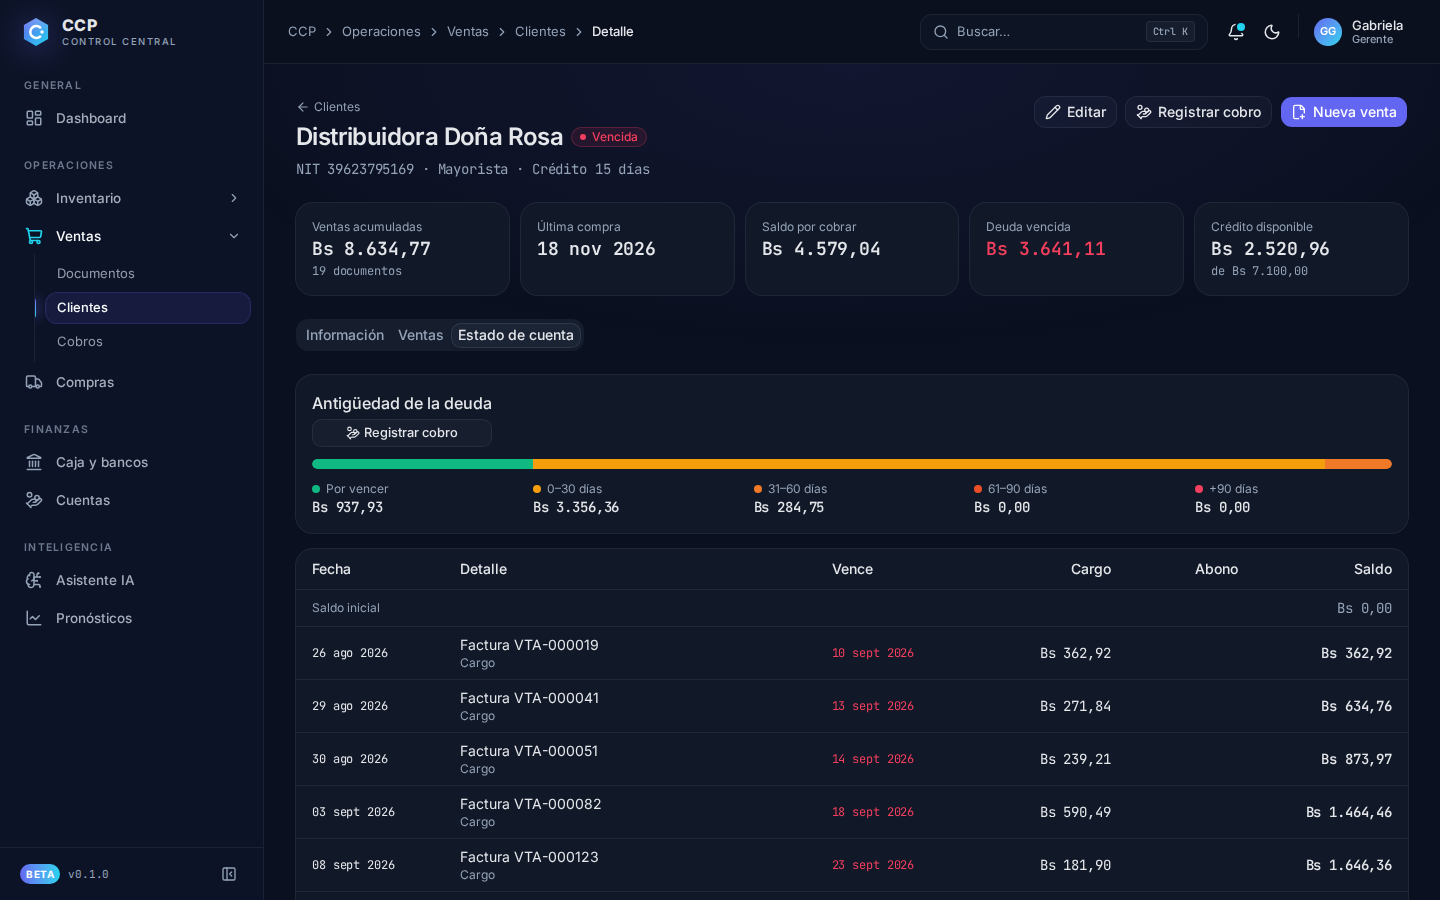 CCP
CONTROL CENTRAL
GENERAL
Dashboard
OPERACIONES
Inventario
Ventas
Documentos
Clientes
Cobros
Compras
FINANZAS
Caja y bancos
Cuentas
INTELIGENCIA
Asistente IA
Pronósticos
BETA v0.1.0
CCP > Operaciones > Ventas > Clientes > Detalle
Buscar... Ctrl K
GG Gabriela
Gerente
← Clientes
Distribuidora Doña Rosa Vencida
NIT 39623795169 · Mayorista · Crédito 15 días
Editar Registrar cobro Nueva venta
Ventas acumuladas
Bs 8.634,77
19 documentos
Última compra
18 nov 2026
Saldo por cobrar
Bs 4.579,04
Deuda vencida
Bs 3.641,11
Crédito disponible
Bs 2.520,96
de Bs 7.100,00
Información Ventas Estado de cuenta
Antigüedad de la deuda
Registrar cobro
Por vencer 0–30 días 31–60 días 61–90 días +90 días
Bs 937,93 Bs 3.356,36 Bs 284,75 Bs 0,00 Bs 0,00
Fecha Detalle Vence Cargo Abono Saldo
Saldo inicial Bs 0,00
26 ago 2026 Factura VTA-000019 10 sept 2026 Bs 362,92 Bs 362,92
Cargo
29 ago 2026 Factura VTA-000041 13 sept 2026 Bs 271,84 Bs 634,76
Cargo
30 ago 2026 Factura VTA-000051 14 sept 2026 Bs 239,21 Bs 873,97
Cargo
03 sept 2026 Factura VTA-000082 18 sept 2026 Bs 590,49 Bs 1.464,46
Cargo
08 sept 2026 Factura VTA-000123 23 sept 2026 Bs 181,90 Bs 1.646,36
Cargo